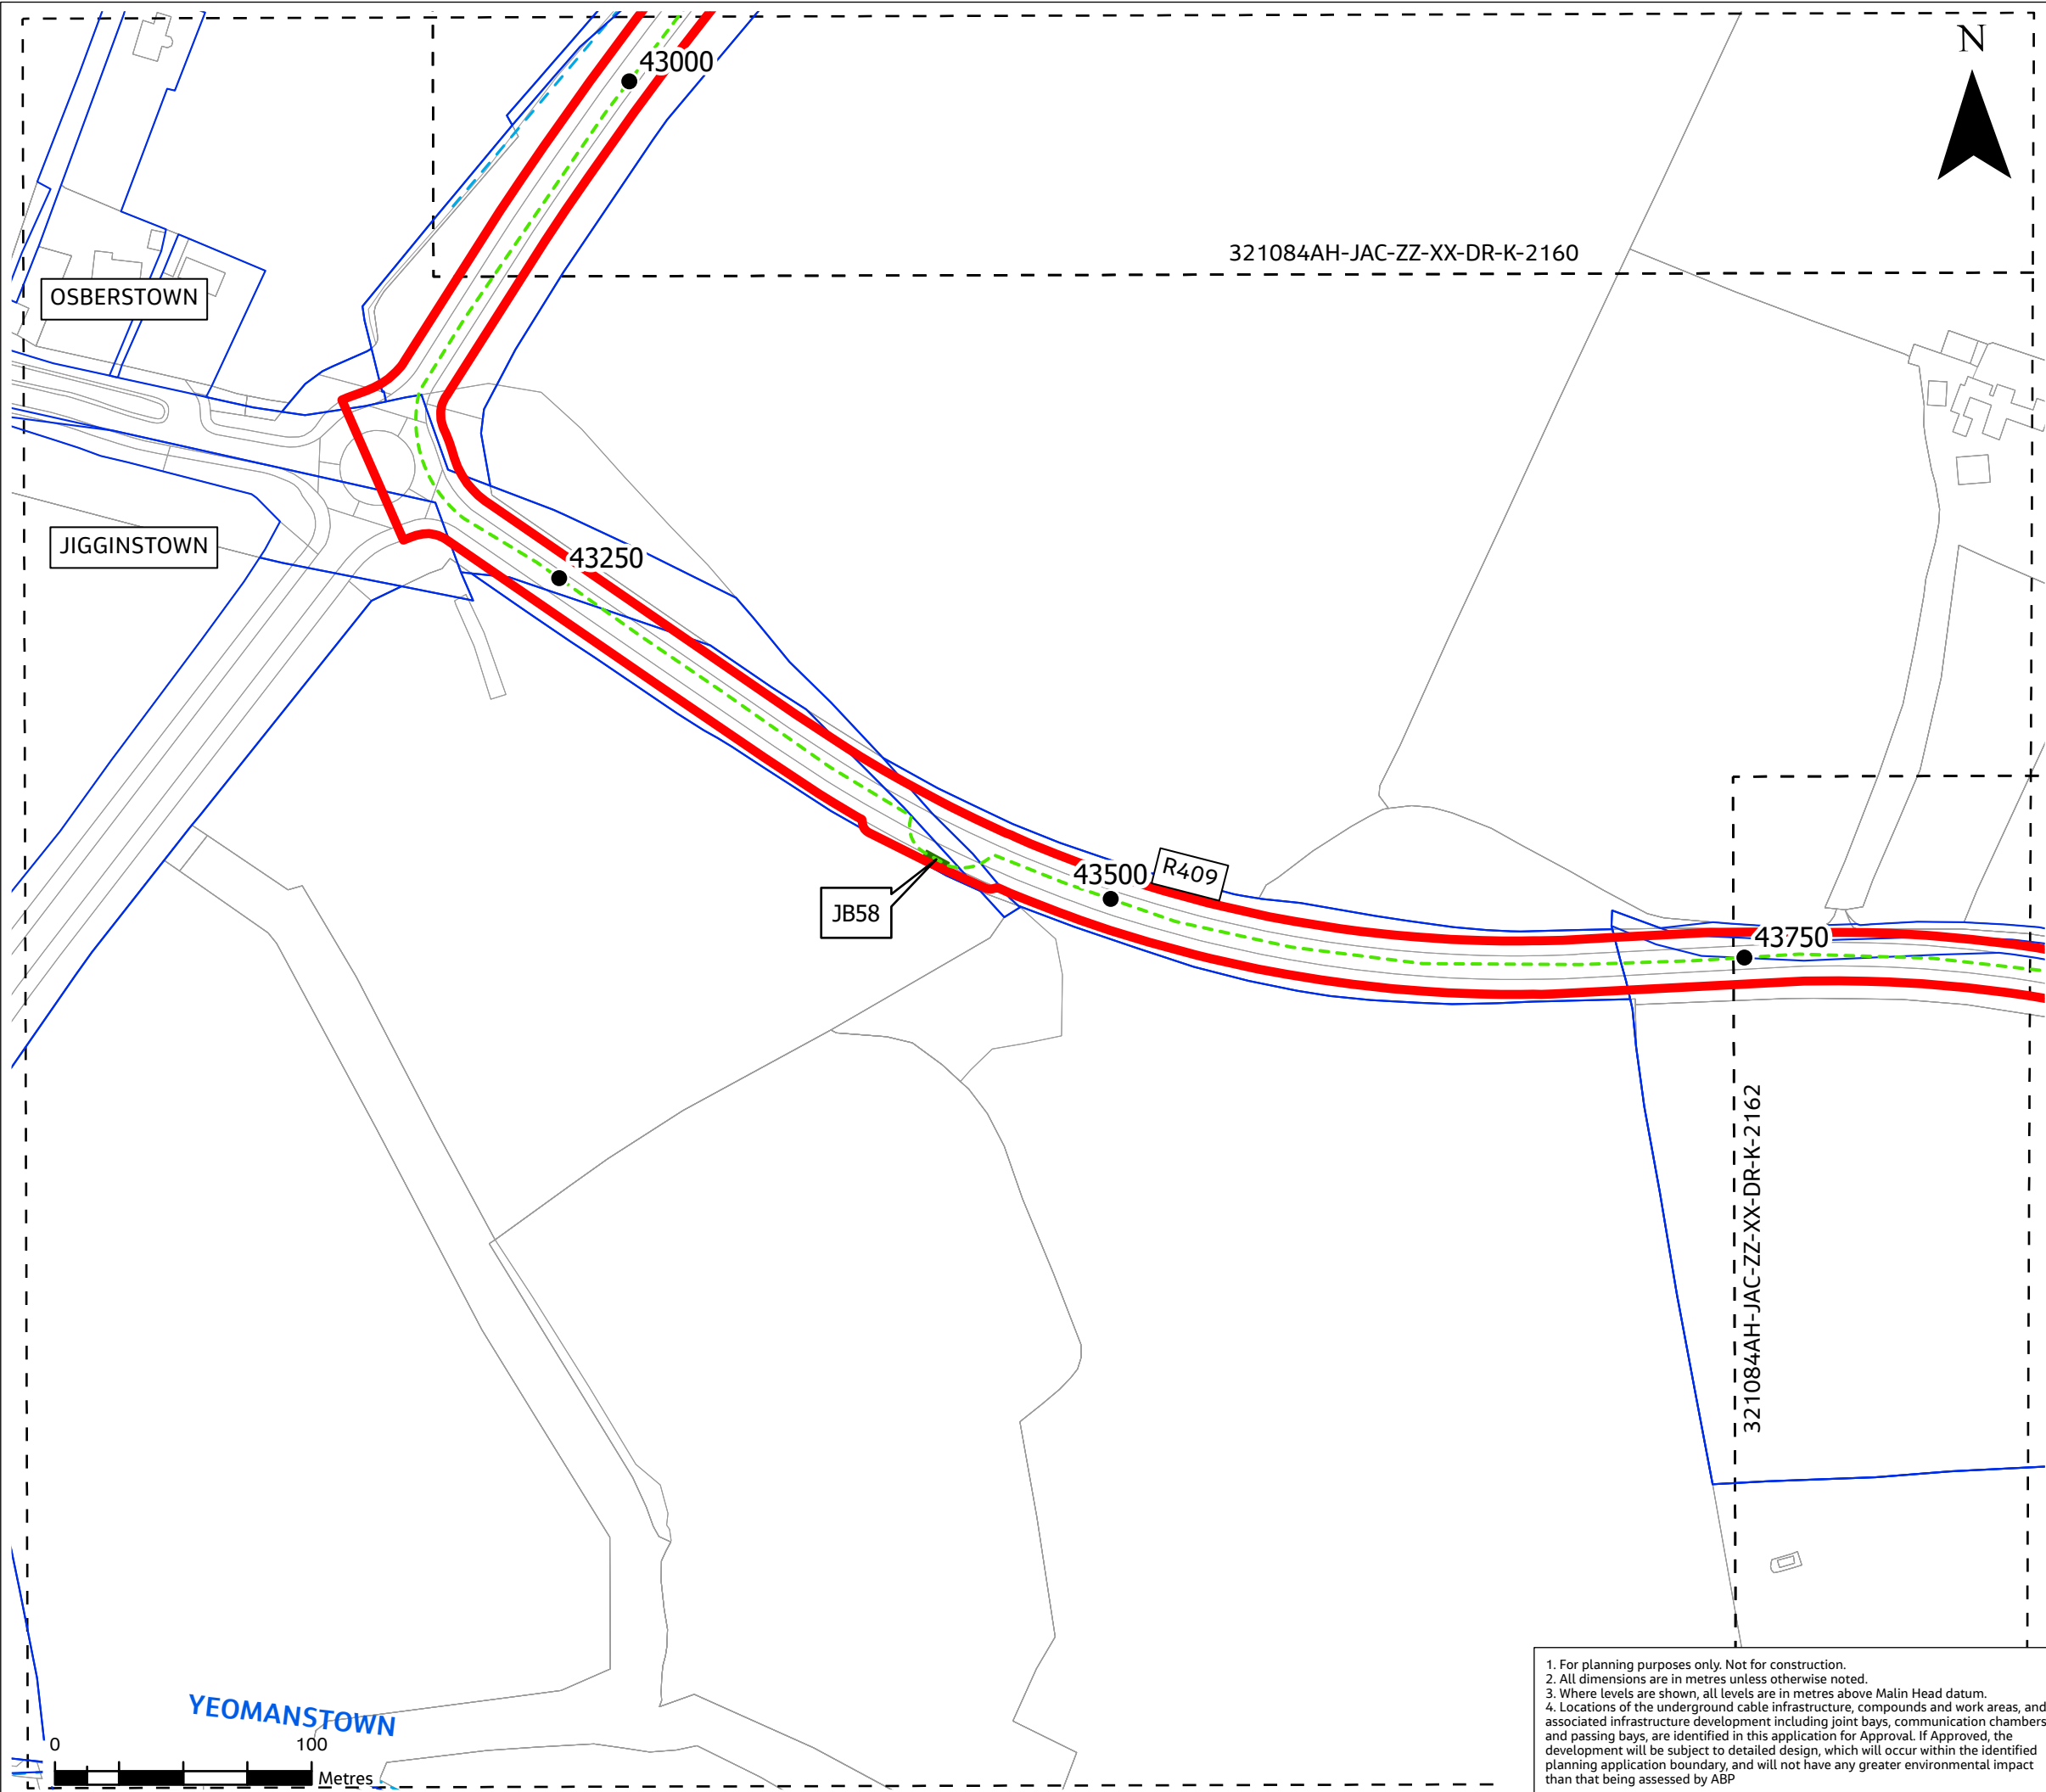 N
43000
321084AH-JAC-ZZ-XX-DR-K-2160
OSBERSTOWN
JIGGINSTOWN
43250
43500
R409
JB58
43750
321084AH-JAC-ZZ-XX-DR-K-2162
YEOMANSTOWN
0 100
Metres
1. For planning purposes only. Not for construction.
2. All dimensions are in metres unless otherwise noted.
3. Where levels are shown, all levels are in metres above Malin Head datum.
4. Locations of the underground cable infrastructure, compounds and work areas, and
associated infrastructure development including joint bays, communication chambers
and passing bays, are identified in this application for Approval. If Approved, the
development will be subject to detailed design, which will occur within the identified
planning application boundary, and will not have any greater environmental impact
than that being assessed by ABP